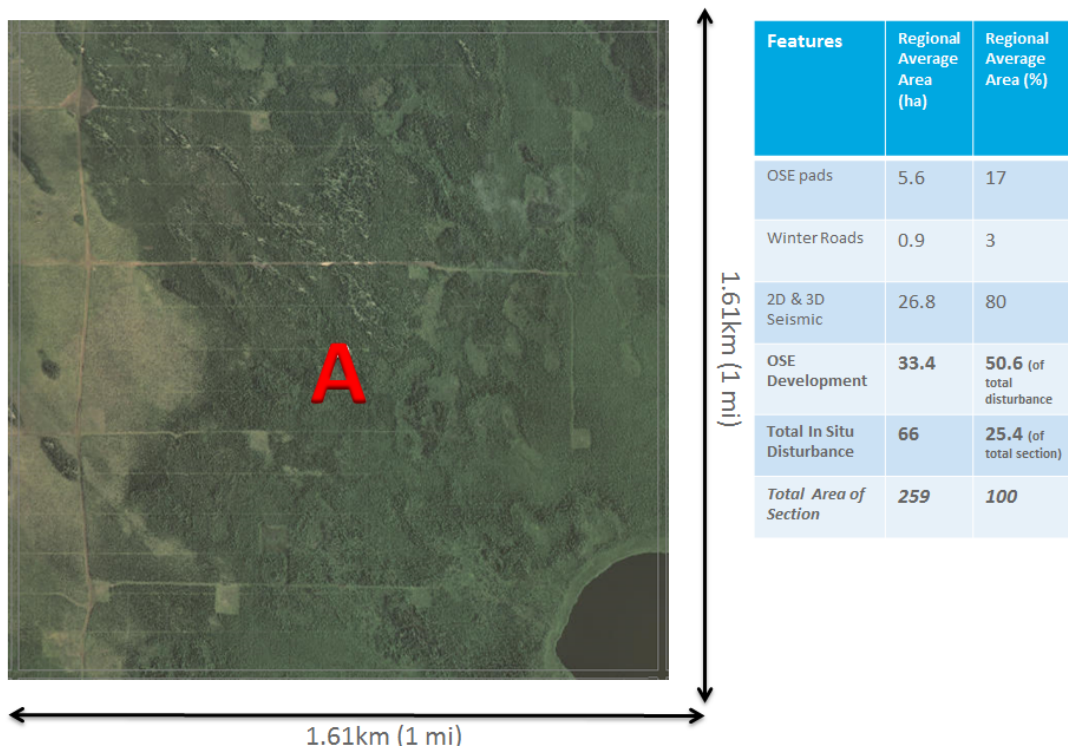 A
1.61km (1 mi)
1.61km (1 mi)
Features
Regional
Average
Area
(ha)
Regional
Average
Area (%)
OSE pads
5.6
17
Winter Roads
0.9
3
2D & 3D
Seismic
26.8
80
OSE
Development
33.4
50.6 (of
total
disturbance
Total In Situ
Disturbance
66
25.4 (of
total section)
Total Area of
Section
259
100